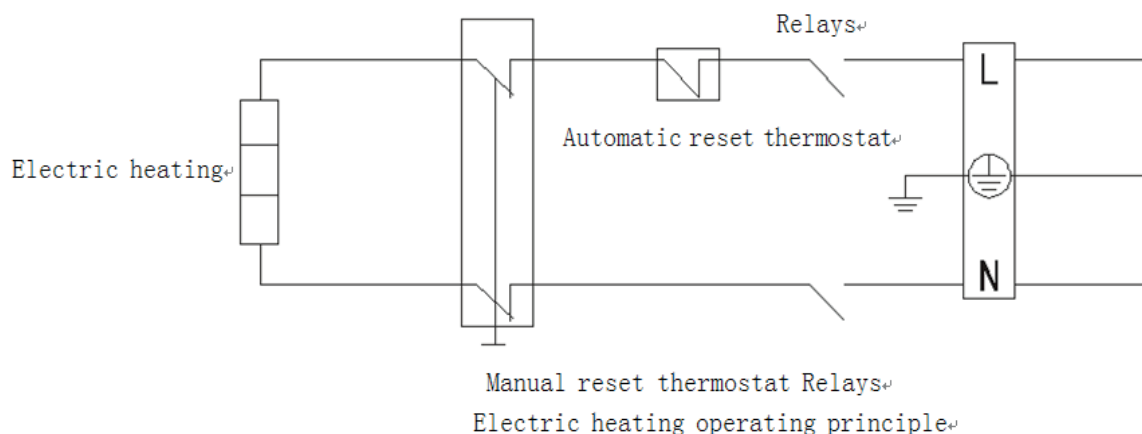 Relays↵
L
Automatic reset thermostat↵
Electric heating↵
N
Manual reset thermostat Relays↵
Electric heating operating principle↵